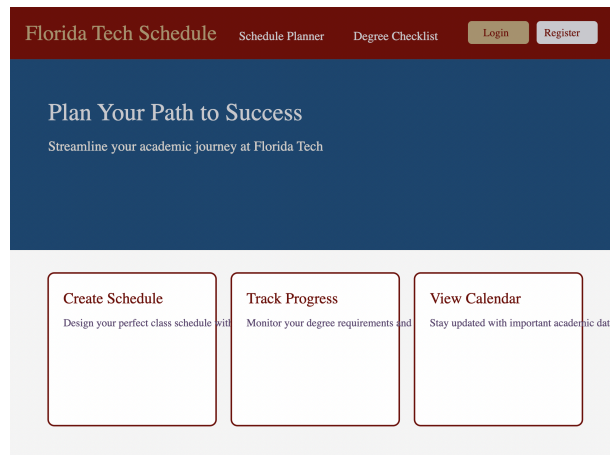 Florida Tech Schedule Schedule Planner Degree Checklist Login Register
Plan Your Path to Success
Streamline your academic journey at Florida Tech
Create Schedule Track Progress View Calendar
Design your perfect class schedule with Monitor your degree requirements and Stay updated with important academic dat